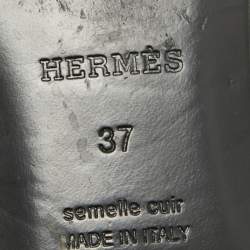 HERMÈS
37
semelle cuir
MADE IN ITALY